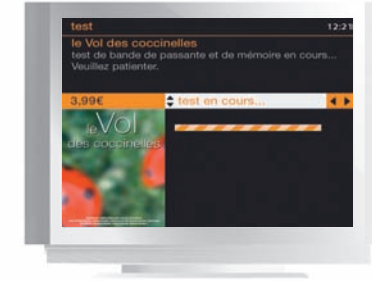 test 12:21
le Vol des coccinelles
test de bande de passante et de mémoire en cours...
Veuillez patienter.
3,99€ test en cours...
le Vol
des coccinelles